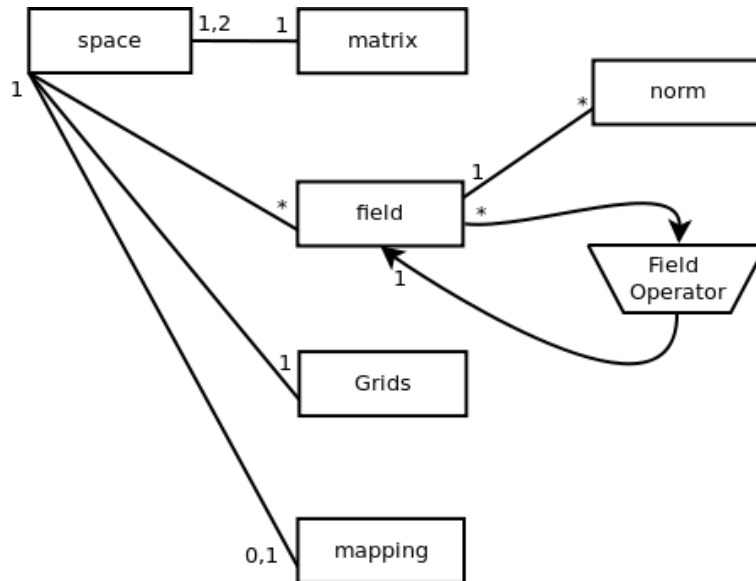 space
1,2
1
matrix
1
norm
*
1
*
field
*
1
Field
Operator
1
Grids
0,1
mapping